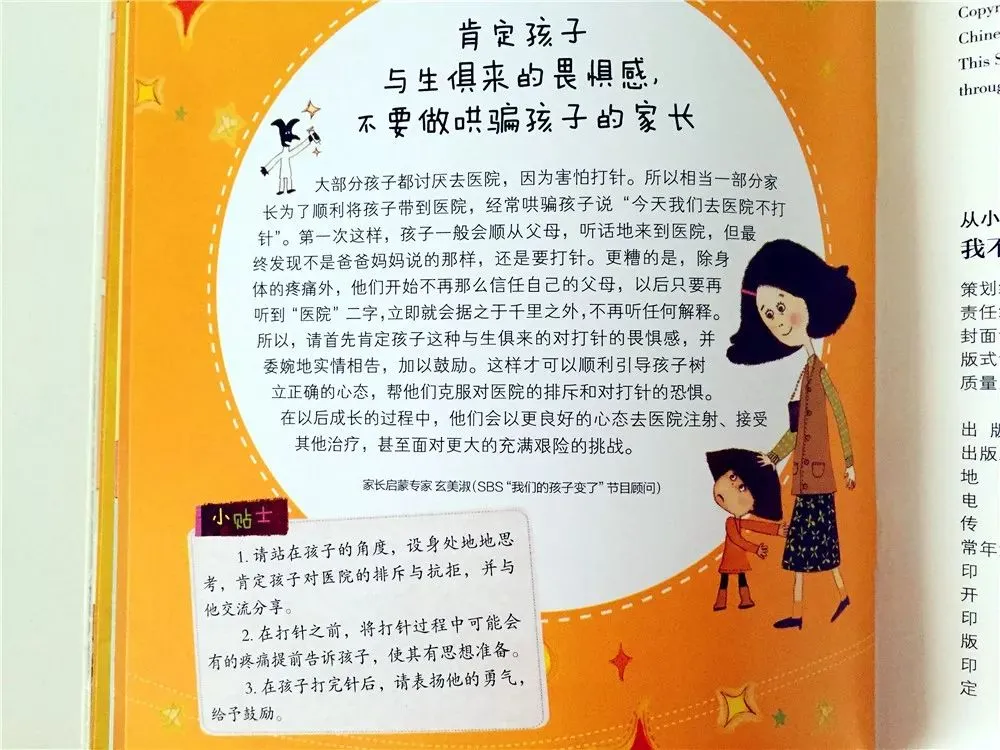 肯定孩子
与生俱来的畏惧感,
不要做哄骗孩子的家长
大部分孩子都讨厌去医院，因为害怕打针。所以相当一部分家
长为了顺利将孩子带到医院，经常哄骗孩子说“今天我们去医院不打
针”。第一次这样，孩子一般会顺从父母，听话地来到医院，但最
终发现不是爸爸妈妈说的那样，还是要打针。更糟的是，除身
体的疼痛外，他们开始不再那么信任自己的父母，以后只要再
听到“医院”二字，立即就会据之于千里之外，不再听任何解释。
所以，请首先肯定孩子这种与生俱来的对打针的畏惧感，并
委婉地实情相告，加以鼓励。这样才可以顺利引导孩子树
立正确的心态，帮他们克服对医院的排斥和对打针的恐惧。
在以后成长的过程中，他们会以更良好的心态去医院注射、接受
其他治疗，甚至面对更大的充满艰险的挑战。
家长启蒙专家 玄美淑（SBS“我们的孩子变了”节目顾问）
小贴士
1. 请站在孩子的角度，设身处地地思
考，肯定孩子对医院的排斥与抗拒，并与
他交流分享。
2. 在打针之前，将打针过程中可能会
有的疼痛提前告诉孩子，使其有思想准备。
3. 在孩子打完针后，请表扬他的勇气，
给予鼓励。
Copyr
Chine
This S
throug
从小
我不
策划
责任
封面
版式
质量
出 版
出版
地
电
传
常年
印
开
印
版
印
定